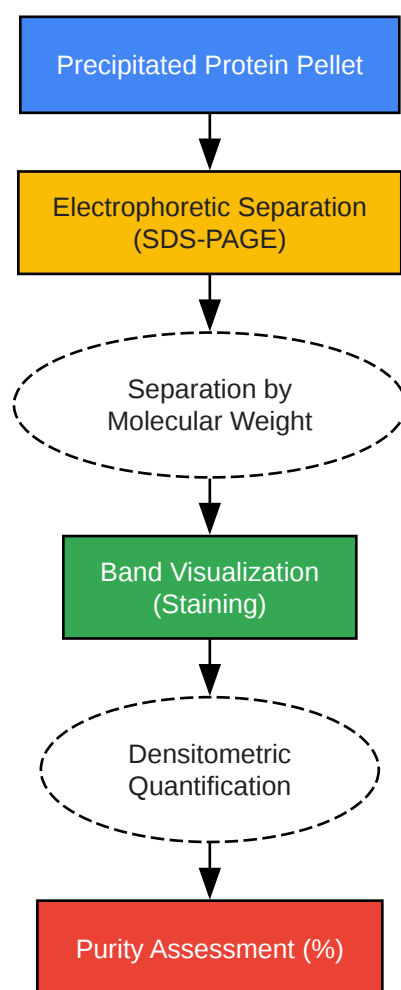 Precipitated Protein Pellet
Electrophoretic Separation
(SDS-PAGE)
Separation by
Molecular Weight
Band Visualization
(Staining)
Densitometric
Quantification
Purity Assessment (%)